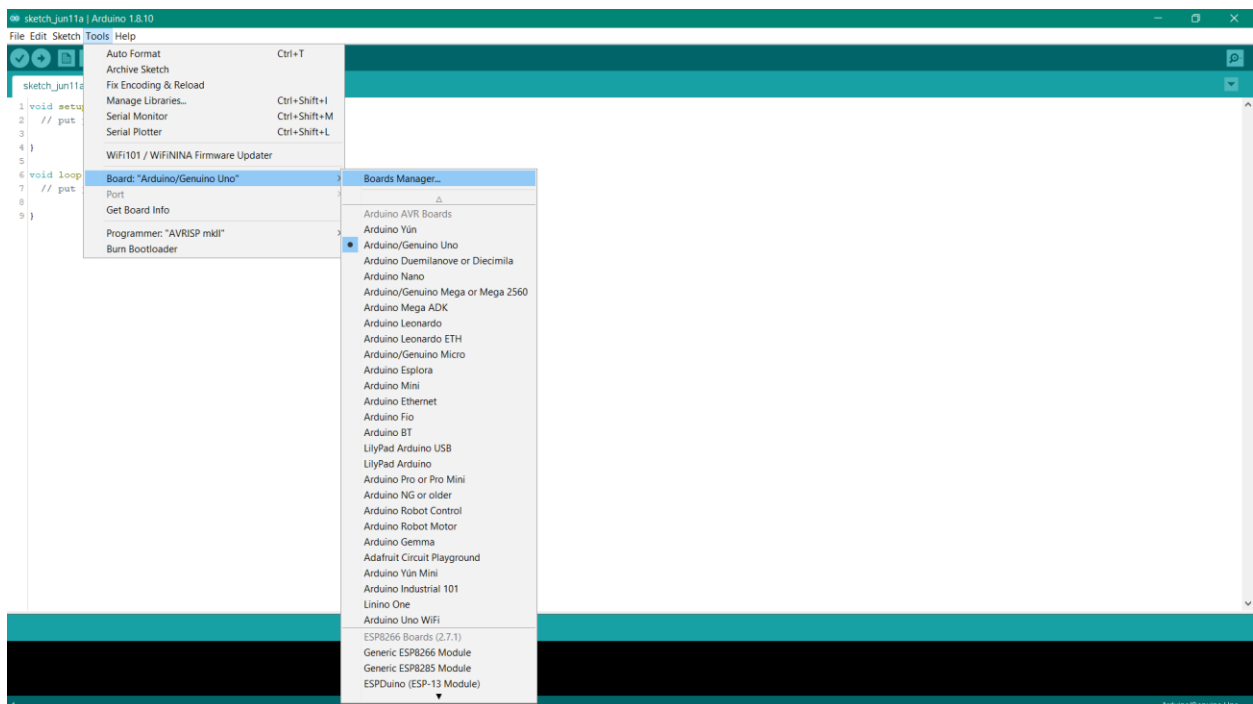 sketch_jun11a | Arduino 1.8.10
File Edit Sketch Tools Help
sketch_jun11a
1 void setu
2 // put
3
4 }
5
6 void loop
7 // put
8
9 }
Auto Format Ctrl+T
Archive Sketch
Fix Encoding & Reload
Manage Libraries... Ctrl+Shift+I
Serial Monitor Ctrl+Shift+M
Serial Plotter Ctrl+Shift+L
WiFi101 / WiFiNINA Firmware Updater
Board: "Arduino/Genuino Uno"
Port
Get Board Info
Programmer: "AVRISP mkII"
Burn Bootloader
Boards Manager...
Arduino AVR Boards
Arduino Yún
Arduino/Genuino Uno
Arduino Duemilanove or Diecimila
Arduino Nano
Arduino/Genuino Mega or Mega 2560
Arduino Mega ADK
Arduino Leonardo
Arduino Leonardo ETH
Arduino/Genuino Micro
Arduino Esplora
Arduino Mini
Arduino Ethernet
Arduino Fio
Arduino BT
LilyPad Arduino USB
LilyPad Arduino
Arduino Pro or Pro Mini
Arduino NG or older
Arduino Robot Control
Arduino Robot Motor
Arduino Gemma
Adafruit Circuit Playground
Arduino Yún Mini
Arduino Industrial 101
Linino One
Arduino Uno WiFi
ESP8266 Boards (2.7.1)
Generic ESP8266 Module
Generic ESP8285 Module
ESPDuino (ESP-13 Module)